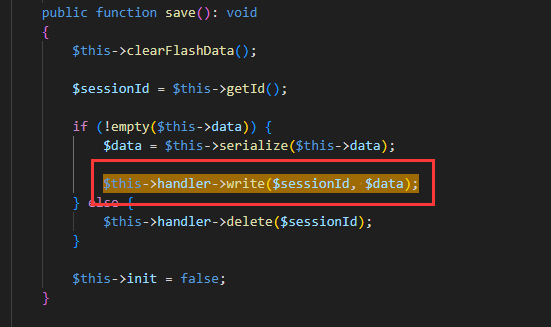 public function save(): void
{
$this->clearFlashData();
$sessionId = $this->getId();
if (!empty($this->data)) {
$data = $this->serialize($this->data);
$this->handler->write($sessionId, $data);
} else {
$this->handler->delete($sessionId);
}
$this->init = false;
}